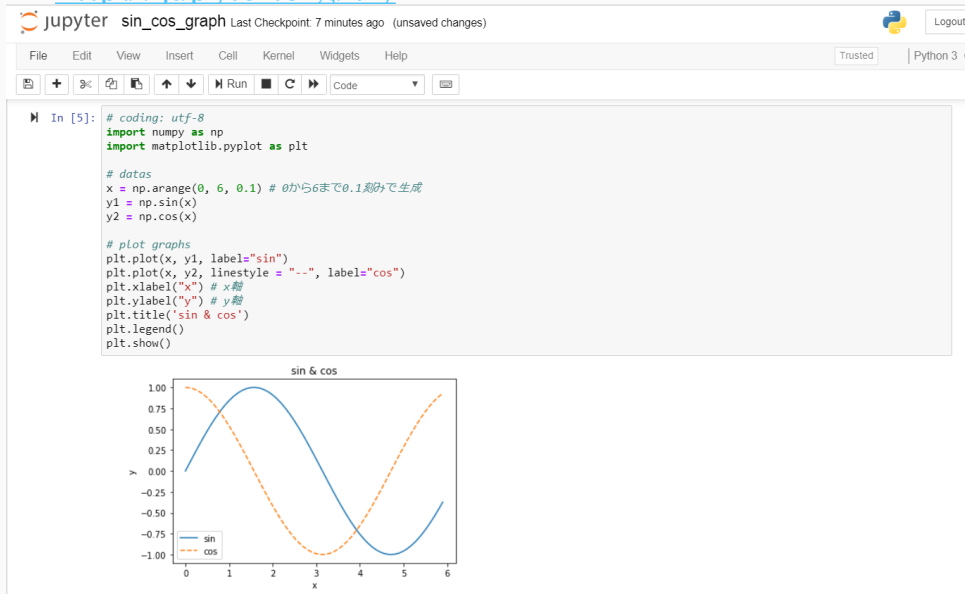 jupyter sin_cos_graph Last Checkpoint: 7 minutes ago (unsaved changes)
Logout
File Edit View Insert Cell Kernel Widgets Help
Trusted
Python 3
Run
Code
In [5]:
# coding: utf-8
import numpy as np
import matplotlib.pyplot as plt
# datas
x = np.arange(0, 6, 0.1) # 0から6まで0.1刻みで生成
y1 = np.sin(x)
y2 = np.cos(x)
# plot graphs
plt.plot(x, y1, label="sin")
plt.plot(x, y2, linestyle = "--", label="cos")
plt.xlabel("x") # x軸
plt.ylabel("y") # y軸
plt.title('sin & cos')
plt.legend()
plt.show()
sin & cos
1.00
0.75
0.50
0.25
0.00
−0.25
−0.50
−0.75
−1.00
y
sin
cos
0 1 2 3 4 5 6
x